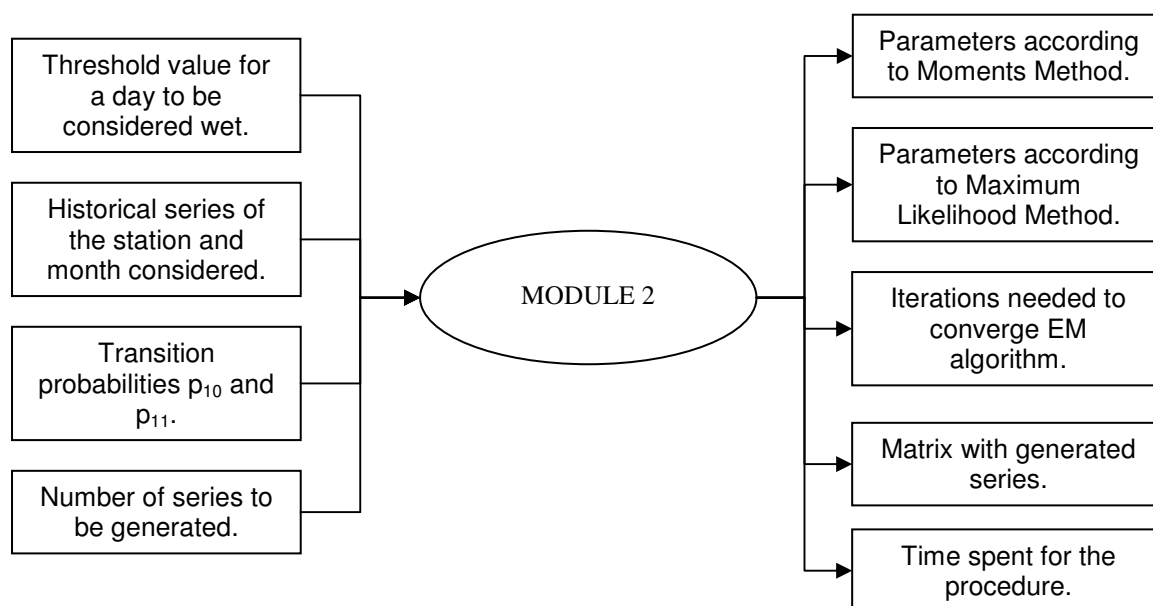 Threshold value for
a day to be
considered wet.
Historical series of
the station and
month considered.
Transition
probabilities p₁₀ and
p₁₁.
Number of series to
be generated.
MODULE 2
Parameters according
to Moments Method.
Parameters according
to Maximum
Likelihood Method.
Iterations needed to
converge EM
algorithm.
Matrix with generated
series.
Time spent for the
procedure.